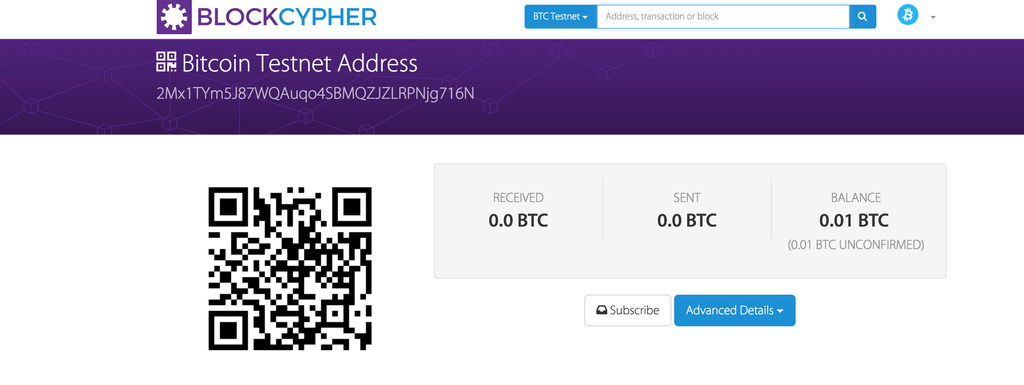 BLOCKCYPHER
BTC Testnet
Address, transaction or block
Bitcoin Testnet Address
2Mx1TYm5J87WQAuqo4SBMQZJZLRPNjg716N
RECEIVED
0.0 BTC
SENT
0.0 BTC
BALANCE
0.01 BTC
(0.01 BTC UNCONFIRMED)
Subscribe
Advanced Details